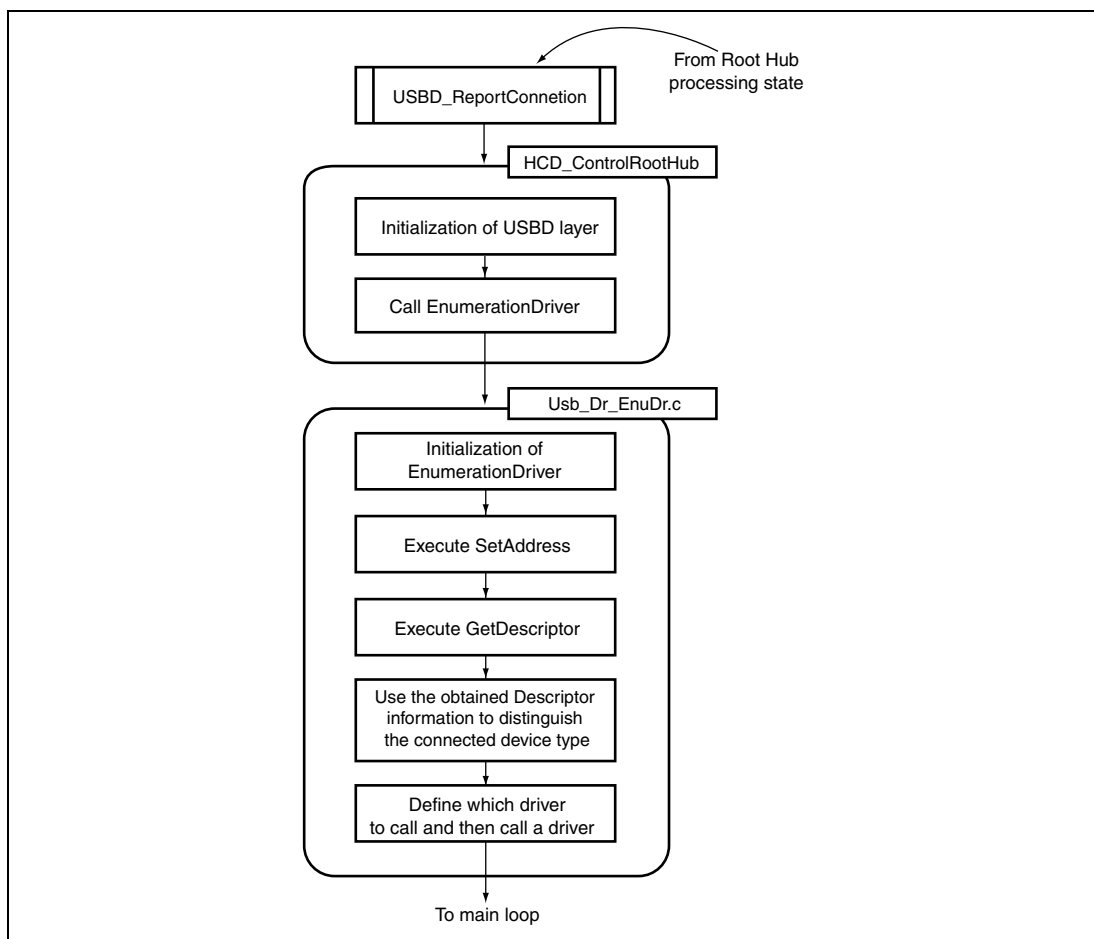 From Root Hub
processing state
USBD_ReportConnetion
HCD_ControlRootHub
Initialization of USBD layer
Call EnumerationDriver
Usb_Dr_EnuDr.c
Initialization of
EnumerationDriver
Execute SetAddress
Execute GetDescriptor
Use the obtained Descriptor
information to distinguish
the connected device type
Define which driver
to call and then call a driver
To main loop